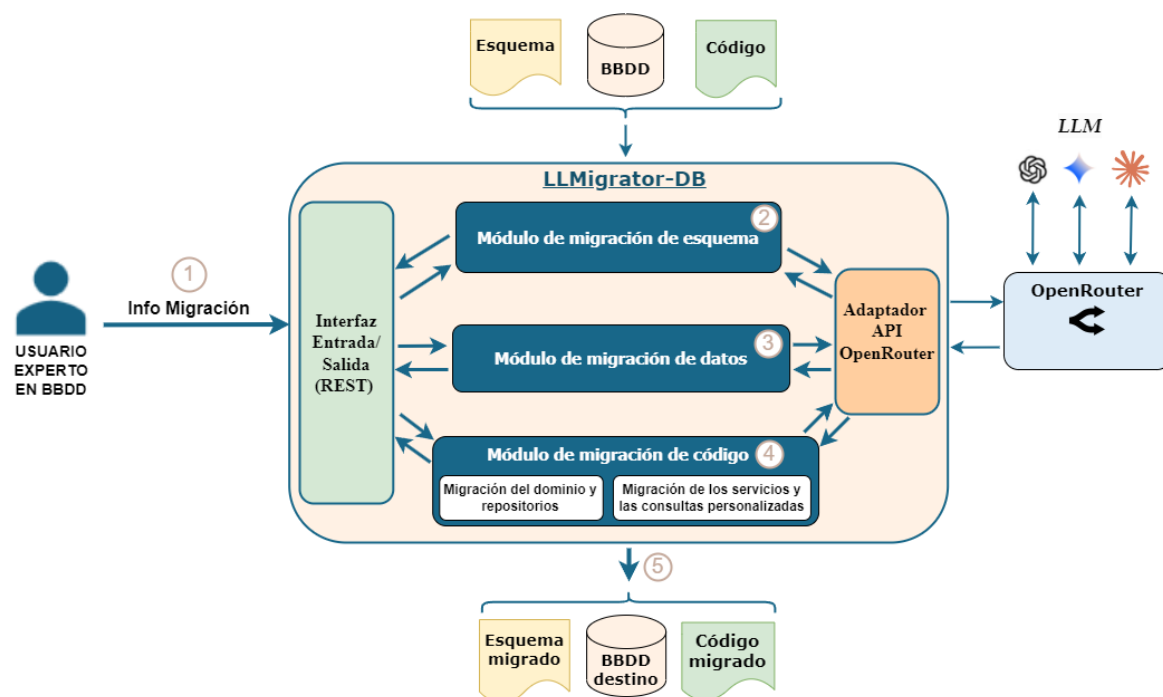 Esquema
BBDD
Código
LLM
LLMigrator-DB
2
Módulo de migración de esquema
1
Info Migración
OpenRouter
USUARIO
EXPERTO
EN BBDD
Interfaz
Entrada/
Salida
(REST)
3
Módulo de migración de datos
Adaptador
API
OpenRouter
Módulo de migración de código
4
Migración del dominio y
repositorios
Migración de los servicios y
las consultas personalizadas
5
Esquema
migrado
BBDD
destino
Código
migrado